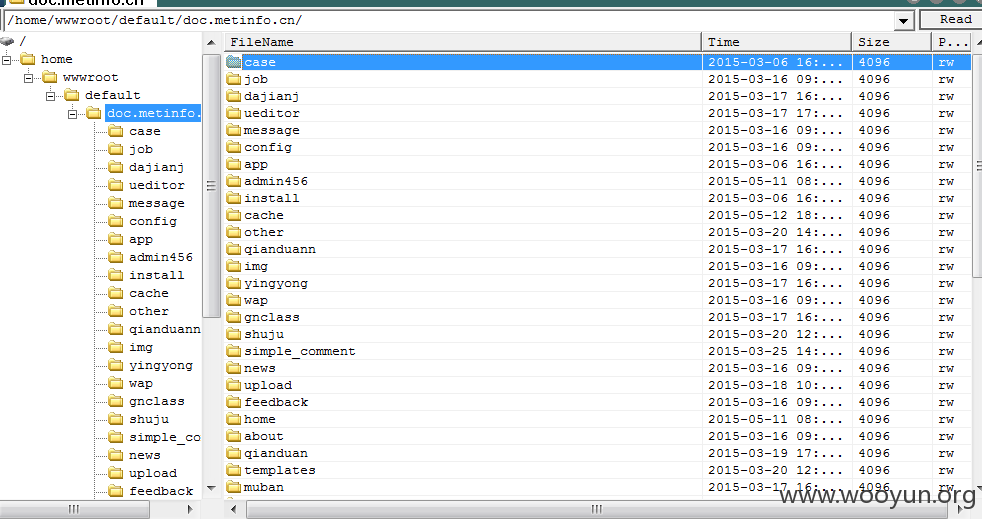 doc.metinfo.cn
/home/wwwroot/default/doc.metinfo.cn/ Read
/
home
wwwroot
default
doc.metinfo.
case
job
dajianj
ueditor
message
config
app
admin456
install
cache
other
qianduann
img
yingyong
wap
gnclass
shuju
simple_co
news
upload
feedback
FileName Time Size P...
case 2015-03-06 16:... 4096 rw
job 2015-03-16 09:... 4096 rw
dajianj 2015-03-17 16:... 4096 rw
ueditor 2015-03-17 17:... 4096 rw
message 2015-03-16 09:... 4096 rw
config 2015-03-16 09:... 4096 rw
app 2015-03-06 16:... 4096 rw
admin456 2015-05-11 08:... 4096 rw
install 2015-03-06 16:... 4096 rw
cache 2015-05-12 18:... 4096 rw
other 2015-03-20 14:... 4096 rw
qianduann 2015-03-17 16:... 4096 rw
img 2015-03-16 09:... 4096 rw
yingyong 2015-03-17 16:... 4096 rw
wap 2015-03-16 09:... 4096 rw
gnclass 2015-03-17 16:... 4096 rw
shuju 2015-03-20 12:... 4096 rw
simple_comment 2015-03-25 14:... 4096 rw
news 2015-03-16 09:... 4096 rw
upload 2015-03-18 10:... 4096 rw
feedback 2015-03-16 09:... 4096 rw
home 2015-05-11 08:... 4096 rw
about 2015-03-16 09:... 4096 rw
qianduan 2015-03-19 17:... 4096 rw
templates 2015-03-20 12:... 4096 rw
muban 2015-03-17 16:... 4096 rw
www.wooyun.org